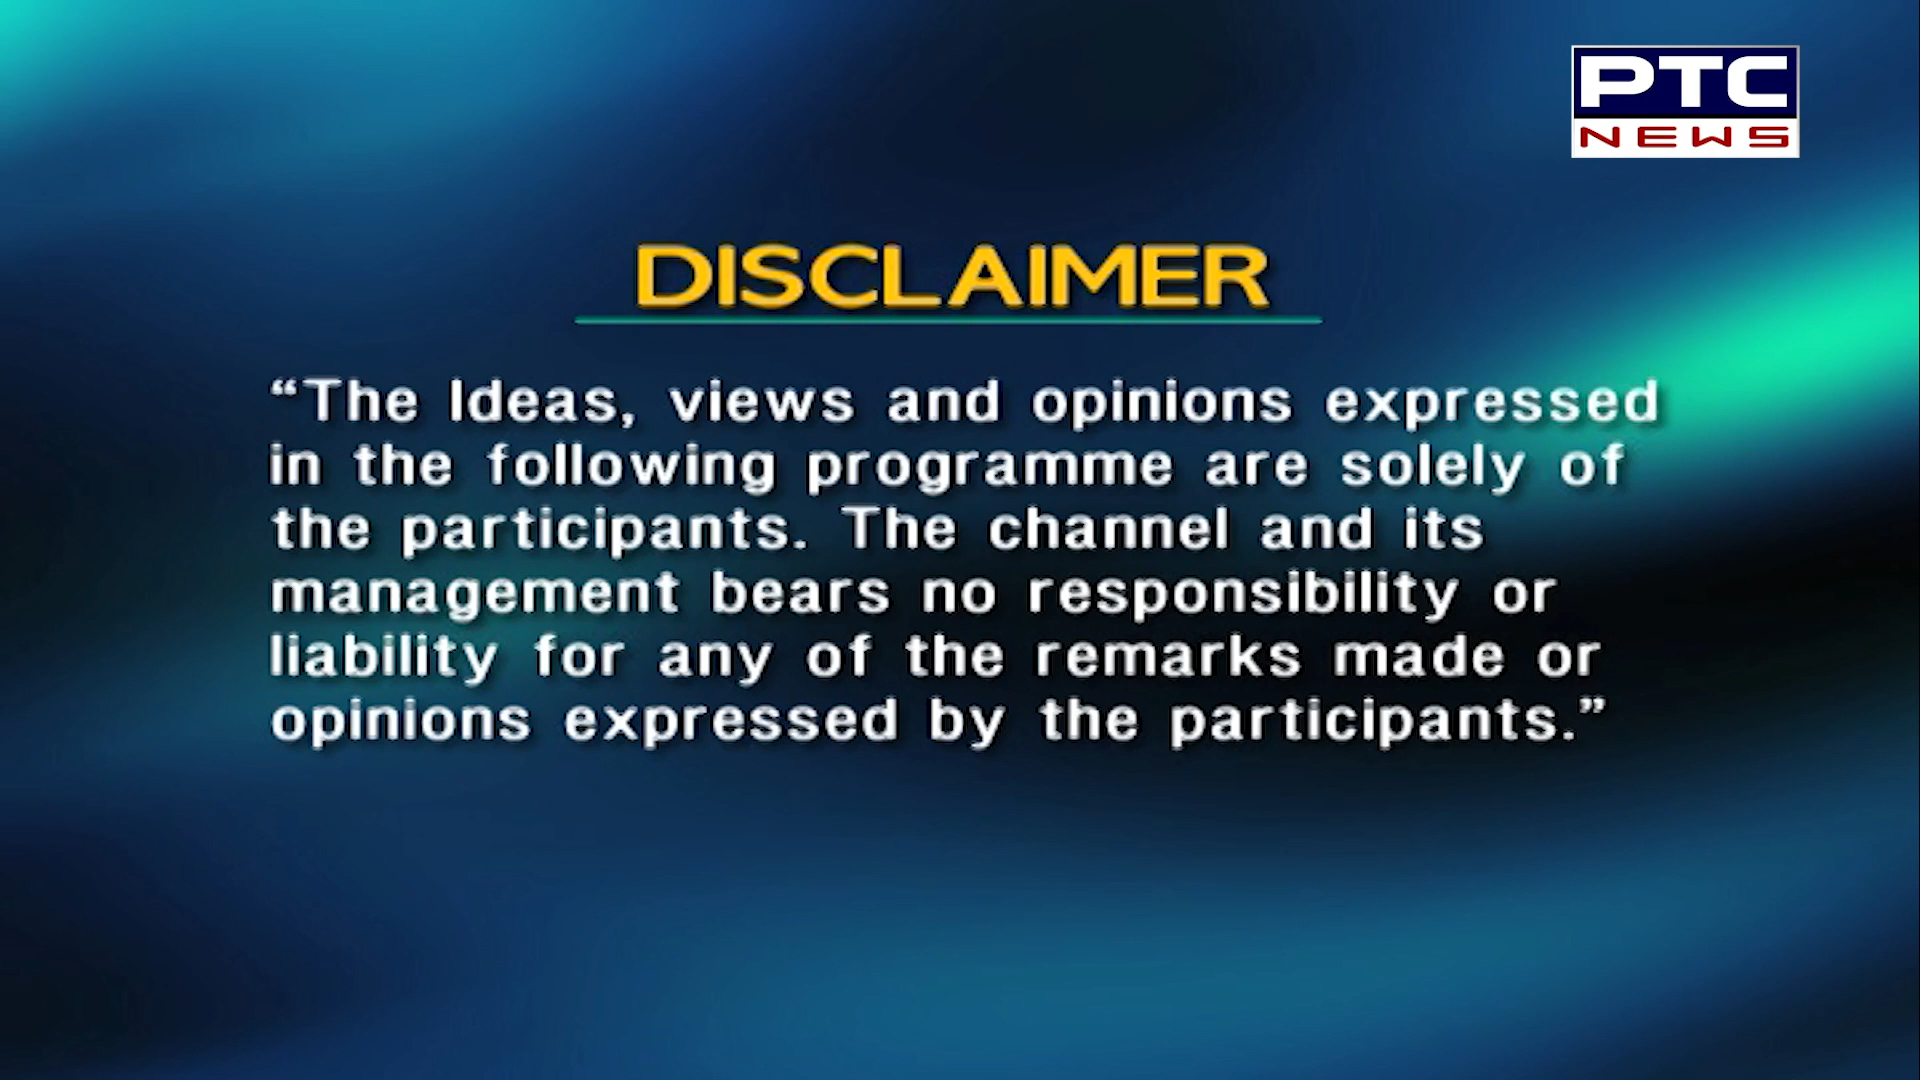 PTC
NEWS
DISCLAIMER
“The Ideas, views and opinions expressed
in the following programme are solely of
the participants. The channel and its
management bears no responsibility or
liability for any of the remarks made or
opinions expressed by the participants.”